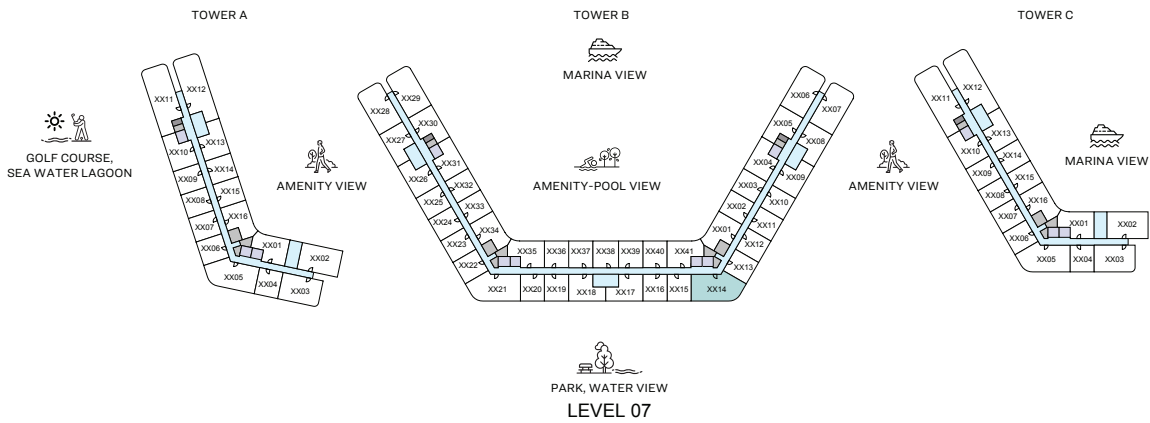 TOWER A
TOWER B
TOWER C
MARINA VIEW
GOLF COURSE,
SEA WATER LAGOON
AMENITY VIEW
AMENITY-POOL VIEW
AMENITY VIEW
MARINA VIEW
XX11
XX12
XX10
XX13
XX09
XX14
XX08
XX15
XX07
XX16
XX06
XX01
XX02
XX05
XX04
XX03
XX28
XX29
XX27
XX30
XX26
XX31
XX25
XX32
XX24
XX33
XX23
XX34
XX22
XX35
XX36
XX37
XX38
XX39
XX40
XX41
XX21
XX20
XX19
XX18
XX17
XX16
XX15
XX14
XX06
XX07
XX05
XX08
XX04
XX09
XX03
XX10
XX02
XX11
XX01
XX12
XX13
XX11
XX12
XX10
XX13
XX09
XX14
XX08
XX15
XX07
XX16
XX06
XX01
XX02
XX05
XX04
XX03
PARK, WATER VIEW
LEVEL 07